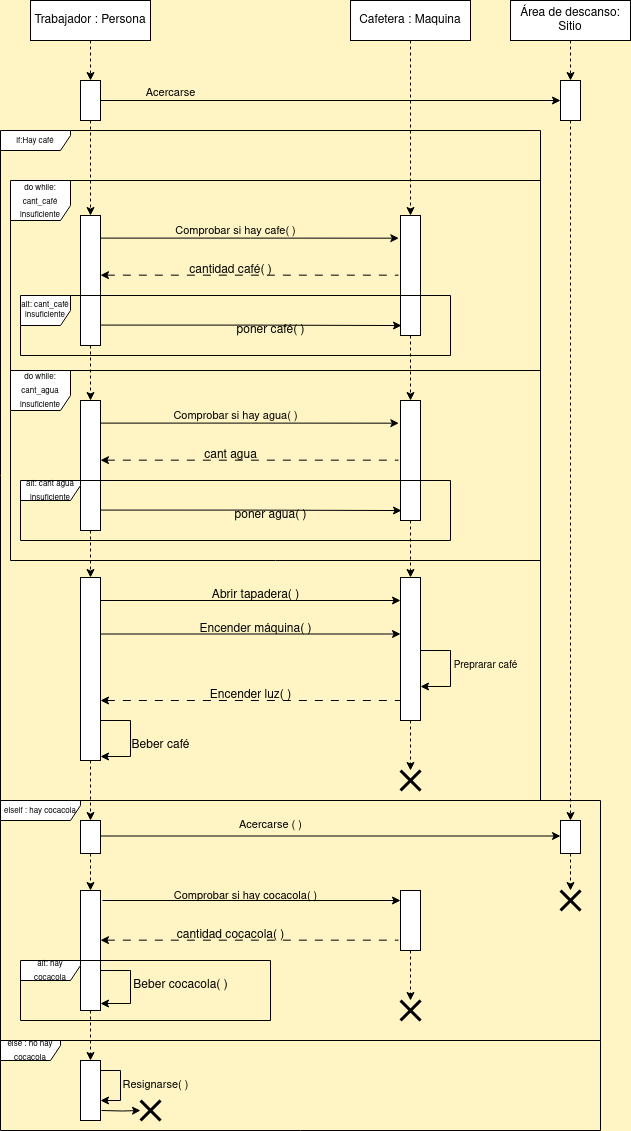 Trabajador : Persona
Cafetera : Maquina
Área de descanso:
Sitio
Acercarse
If:Hay café
do while:
cant_café
insuficiente
Comprobar si hay cafe( )
cantidad café( )
alt: cant_café
insuficiente
poner café( )
do while:
cant_agua
insuficiente
Comprobar si hay agua( )
cant agua
alt: cant agua
insuficiente
poner agua( )
Abrir tapadera( )
Encender máquina( )
Preprarar café
Encender luz( )
Beber café
elseif : hay cocacola
Acercarse ( )
Comprobar si hay cocacola( )
cantidad cocacola( )
alt: hay
cocacola
Beber cocacola( )
else : no hay
cocacola
Resignarse( )